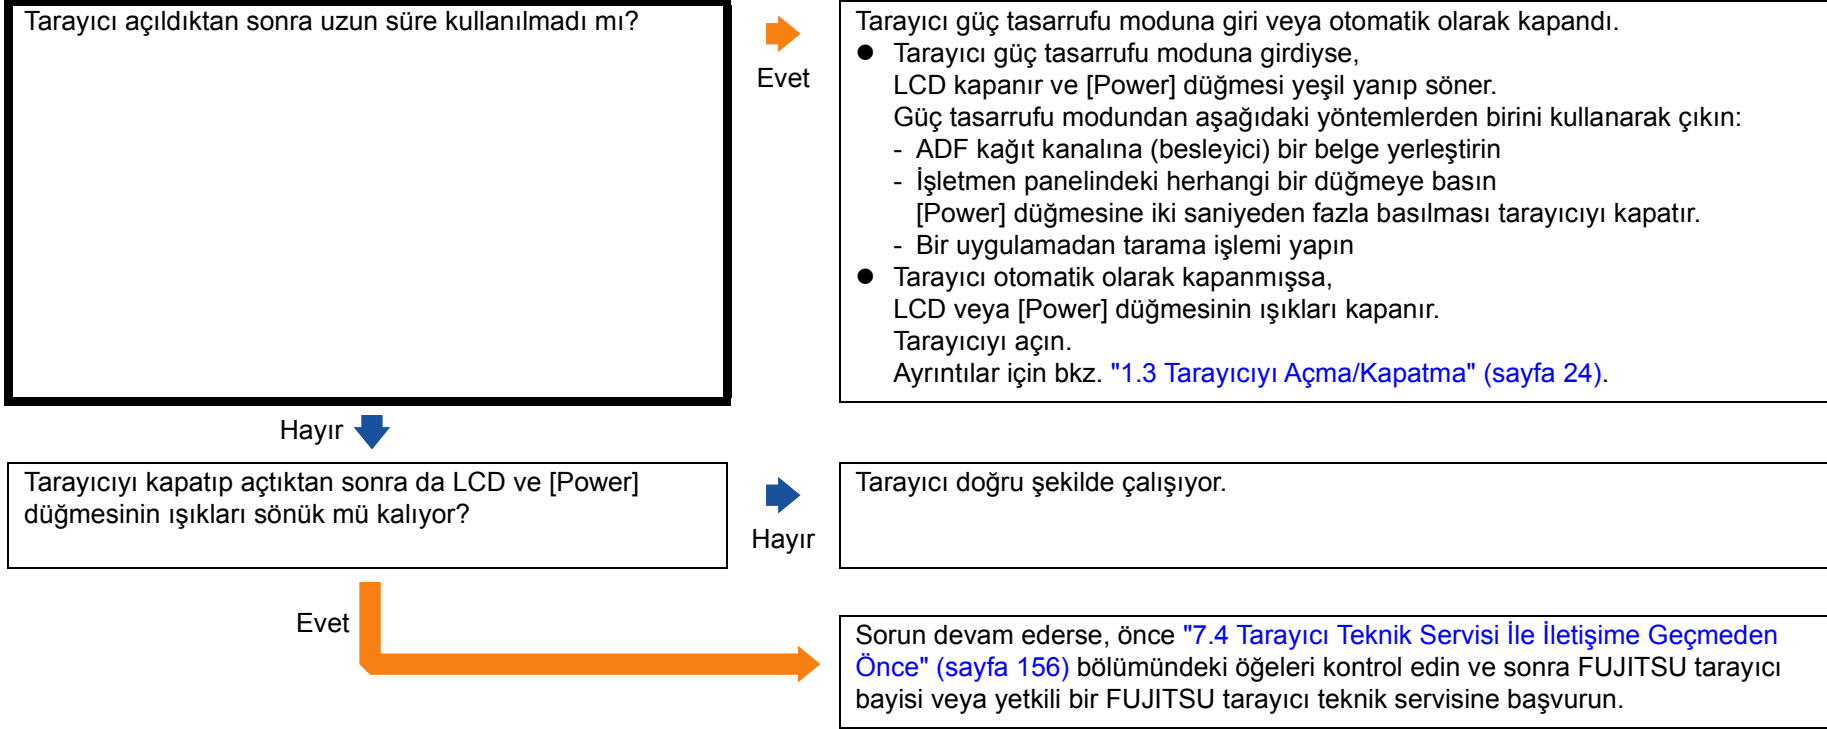 Tarayıcı açıldıktan sonra uzun süre kullanılmadı mı?
Evet
Tarayıcı güç tasarrufu moduna giri veya otomatik olarak kapandı.
● Tarayıcı güç tasarrufu moduna girdiyse,
LCD kapanır ve [Power] düğmesi yeşil yanıp söner.
Güç tasarrufu modundan aşağıdaki yöntemlerden birini kullanarak çıkın:
- ADF kağıt kanalına (besleyici) bir belge yerleştirin
- İşletmen panelindeki herhangi bir düğmeye basın
[Power] düğmesine iki saniyeden fazla basılması tarayıcıyı kapatır.
- Bir uygulamadan tarama işlemi yapın
● Tarayıcı otomatik olarak kapanmışsa,
LCD veya [Power] düğmesinin ışıkları kapanır.
Tarayıcıyı açın.
Ayrıntılar için bkz. "1.3 Tarayıcıyı Açma/Kapatma" (sayfa 24).
Hayır
Tarayıcıyı kapatıp açtıktan sonra da LCD ve [Power]
düğmesinin ışıkları sönük mü kalıyor?
Hayır
Tarayıcı doğru şekilde çalışıyor.
Evet
Sorun devam ederse, önce "7.4 Tarayıcı Teknik Servisi İle İletişime Geçmeden
Önce" (sayfa 156) bölümündeki öğeleri kontrol edin ve sonra FUJITSU tarayıcı
bayisi veya yetkili bir FUJITSU tarayıcı teknik servisine başvurun.